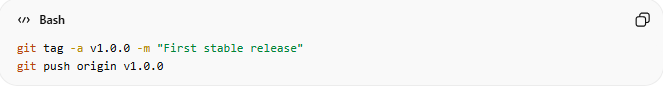 Bash
git tag -a v1.0.0 -m "First stable release"
git push origin v1.0.0